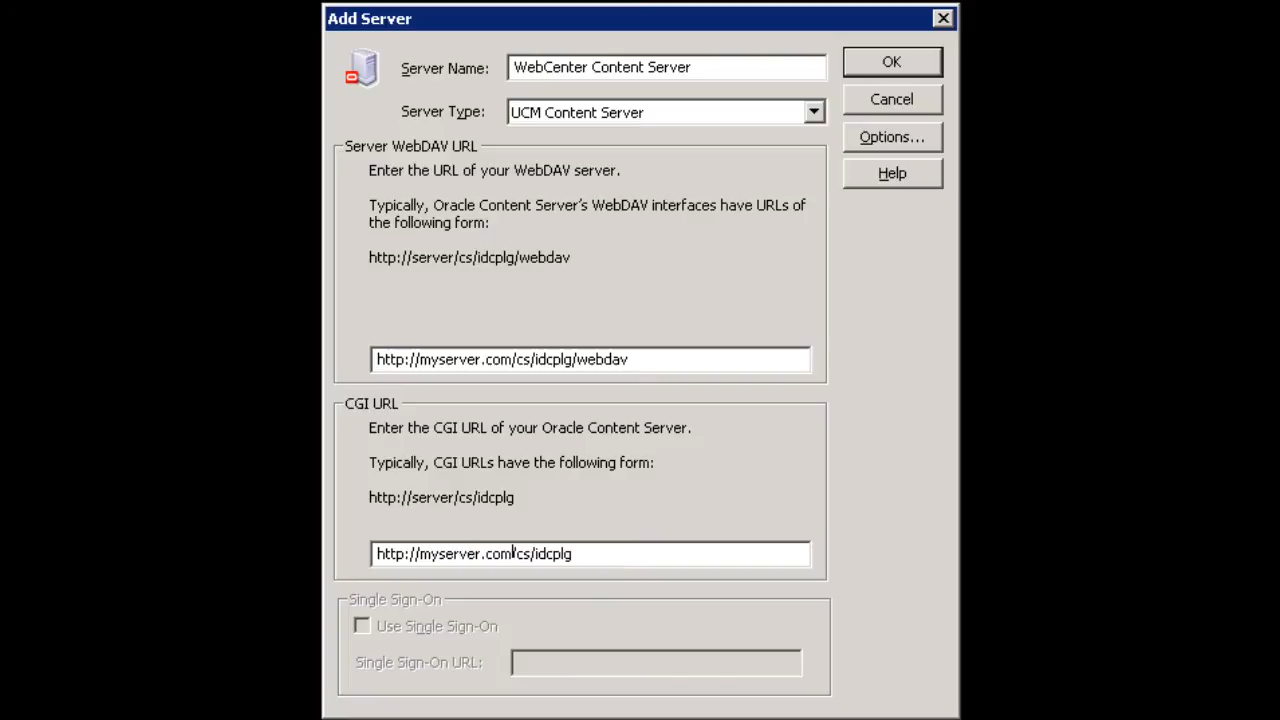 Add Server
Server Name: WebCenter Content Server
OK
Server Type: UCM Content Server
Cancel
Options...
Help
Server WebDAV URL
Enter the URL of your WebDAV server.
Typically, Oracle Content Server's WebDAV interfaces have URLs of
the following form:
http://server/cs/idcplg/webdav
http://myserver.com/cs/idcplg/webdav
CGI URL
Enter the CGI URL of your Oracle Content Server.
Typically, CGI URLs have the following form:
http://server/cs/idcplg
http://myserver.com/cs/idcplg
Single Sign-On
Use Single Sign-On
Single Sign-On URL: